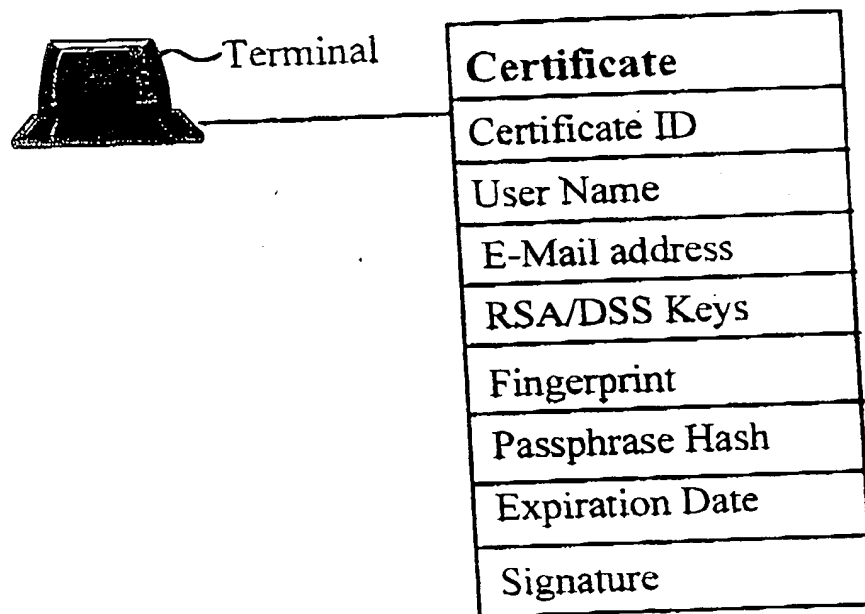 Terminal
Certificate
Certificate ID
User Name
E-Mail address
RSA/DSS Keys
Fingerprint
Passphrase Hash
Expiration Date
Signature